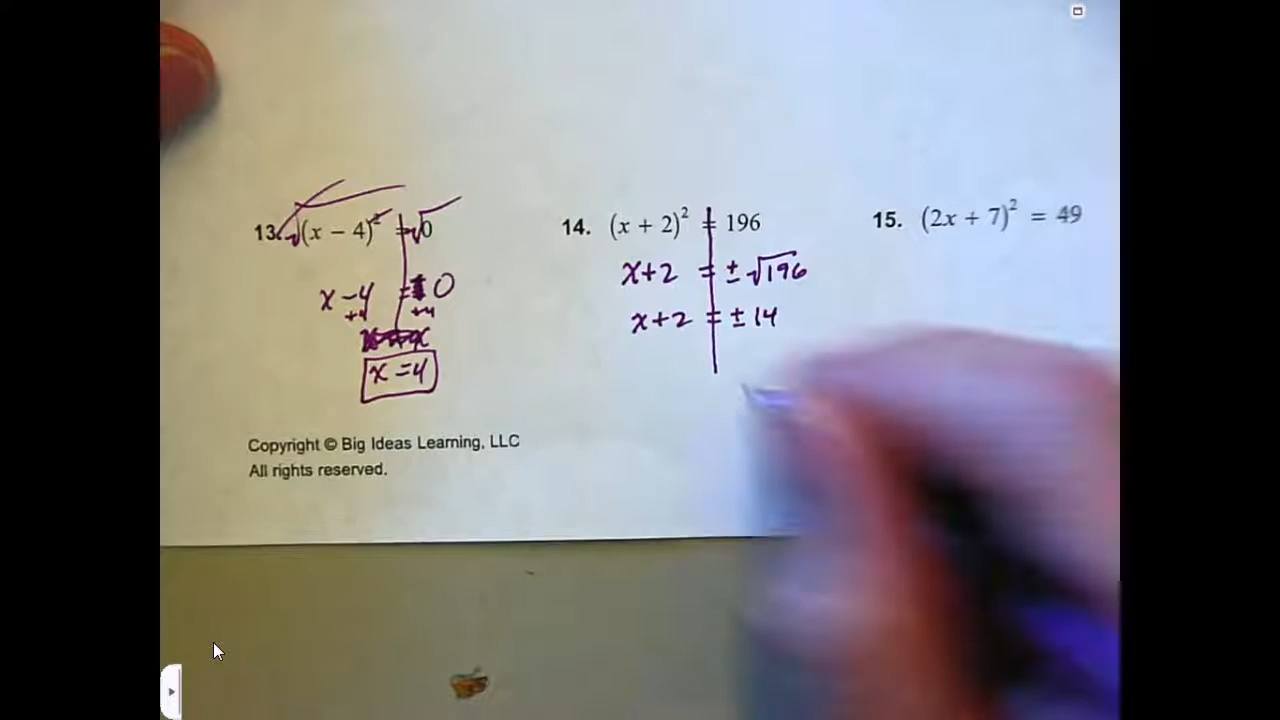 13. √(x − 4)² = √0
x − 4 = 0
+4 +4
x = 4
14. (x + 2)² = 196
x + 2 = ± √196
x + 2 = ± 14
15. (2x + 7)² = 49
Copyright © Big Ideas Learning, LLC
All rights reserved.